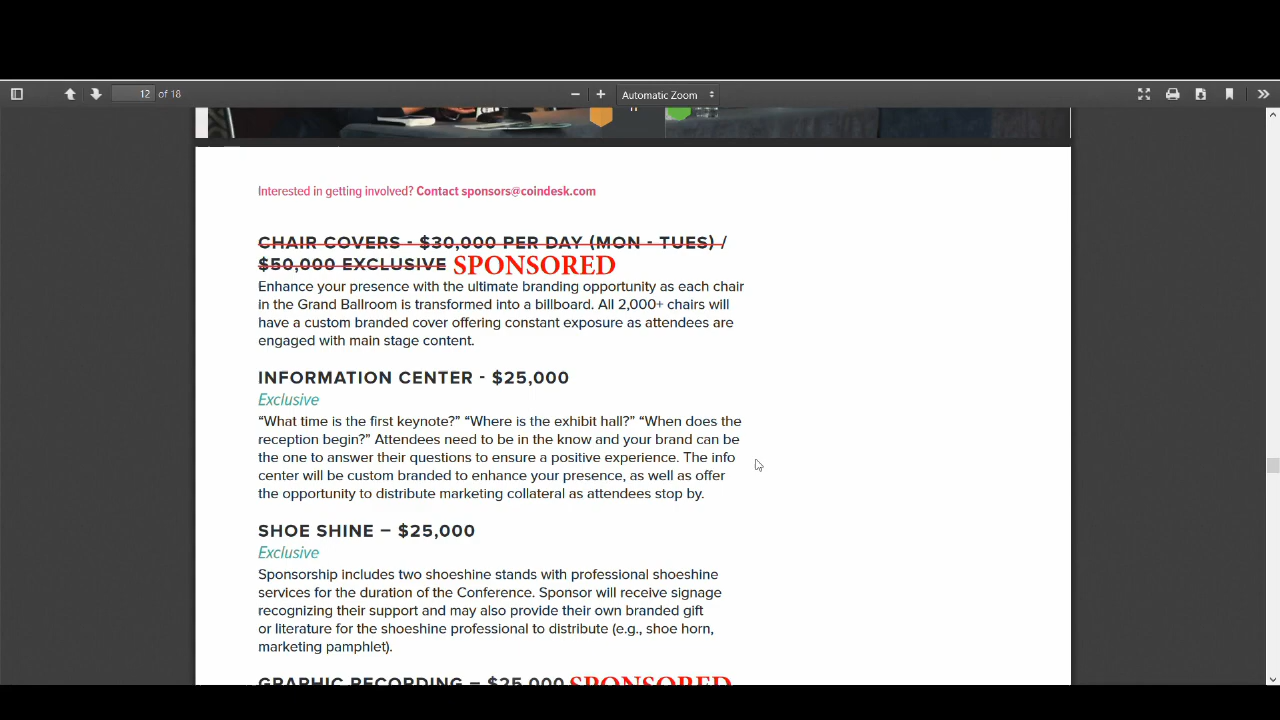 12 of 18
Automatic Zoom
Interested in getting involved? Contact sponsors@coindesk.com
CHAIR COVERS - $30,000 PER DAY (MON - TUES) /
$50,000 EXCLUSIVE SPONSORED
Enhance your presence with the ultimate branding opportunity as each chair
in the Grand Ballroom is transformed into a billboard. All 2,000+ chairs will
have a custom branded cover offering constant exposure as attendees are
engaged with main stage content.
INFORMATION CENTER - $25,000
Exclusive
“What time is the first keynote?” “Where is the exhibit hall?” “When does the
reception begin?” Attendees need to be in the know and your brand can be
the one to answer their questions to ensure a positive experience. The info
center will be custom branded to enhance your presence, as well as offer
the opportunity to distribute marketing collateral as attendees stop by.
SHOE SHINE – $25,000
Exclusive
Sponsorship includes two shoeshine stands with professional shoeshine
services for the duration of the Conference. Sponsor will receive signage
recognizing their support and may also provide their own branded gift
or literature for the shoeshine professional to distribute (e.g., shoe horn,
marketing pamphlet).
GRAPHIC RECORDING – $25,000 SPONSORED